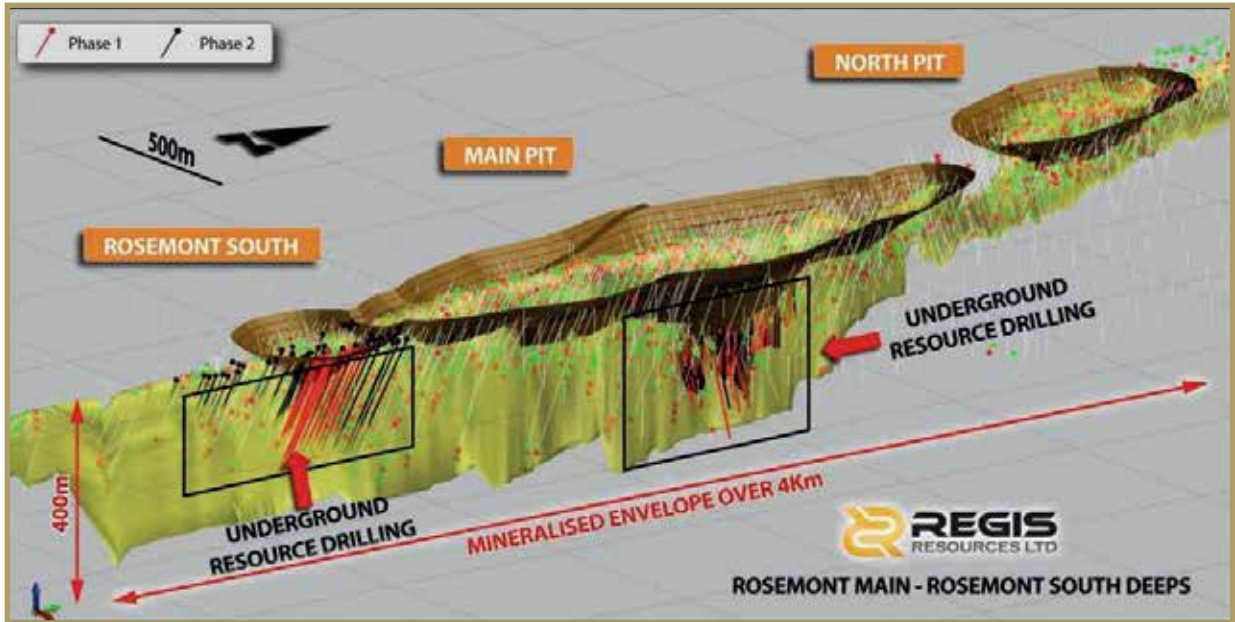 Phase 1
Phase 2
NORTH PIT
500m
MAIN PIT
ROSEMONT SOUTH
UNDERGROUND
RESOURCE DRILLING
400m
UNDERGROUND
RESOURCE DRILLING
MINERALISED ENVELOPE OVER 4Km
REGIS
RESOURCES LTD
ROSEMONT MAIN - ROSEMONT SOUTH DEEPS